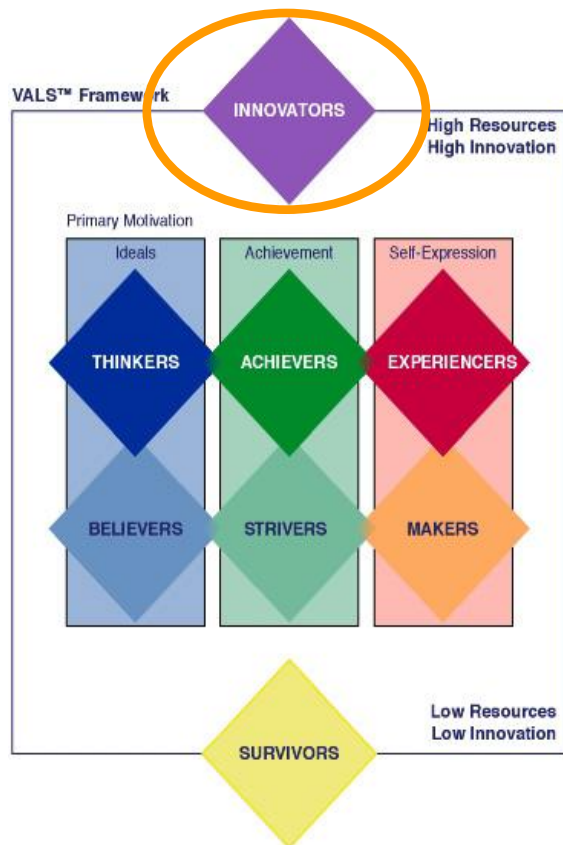 VALS™ Framework
INNOVATORS
High Resources
High Innovation
Primary Motivation
Ideals
Achievement
Self-Expression
THINKERS
ACHIEVERS
EXPERIENCERS
BELIEVERS
STRIVERS
MAKERS
Low Resources
Low Innovation
SURVIVORS